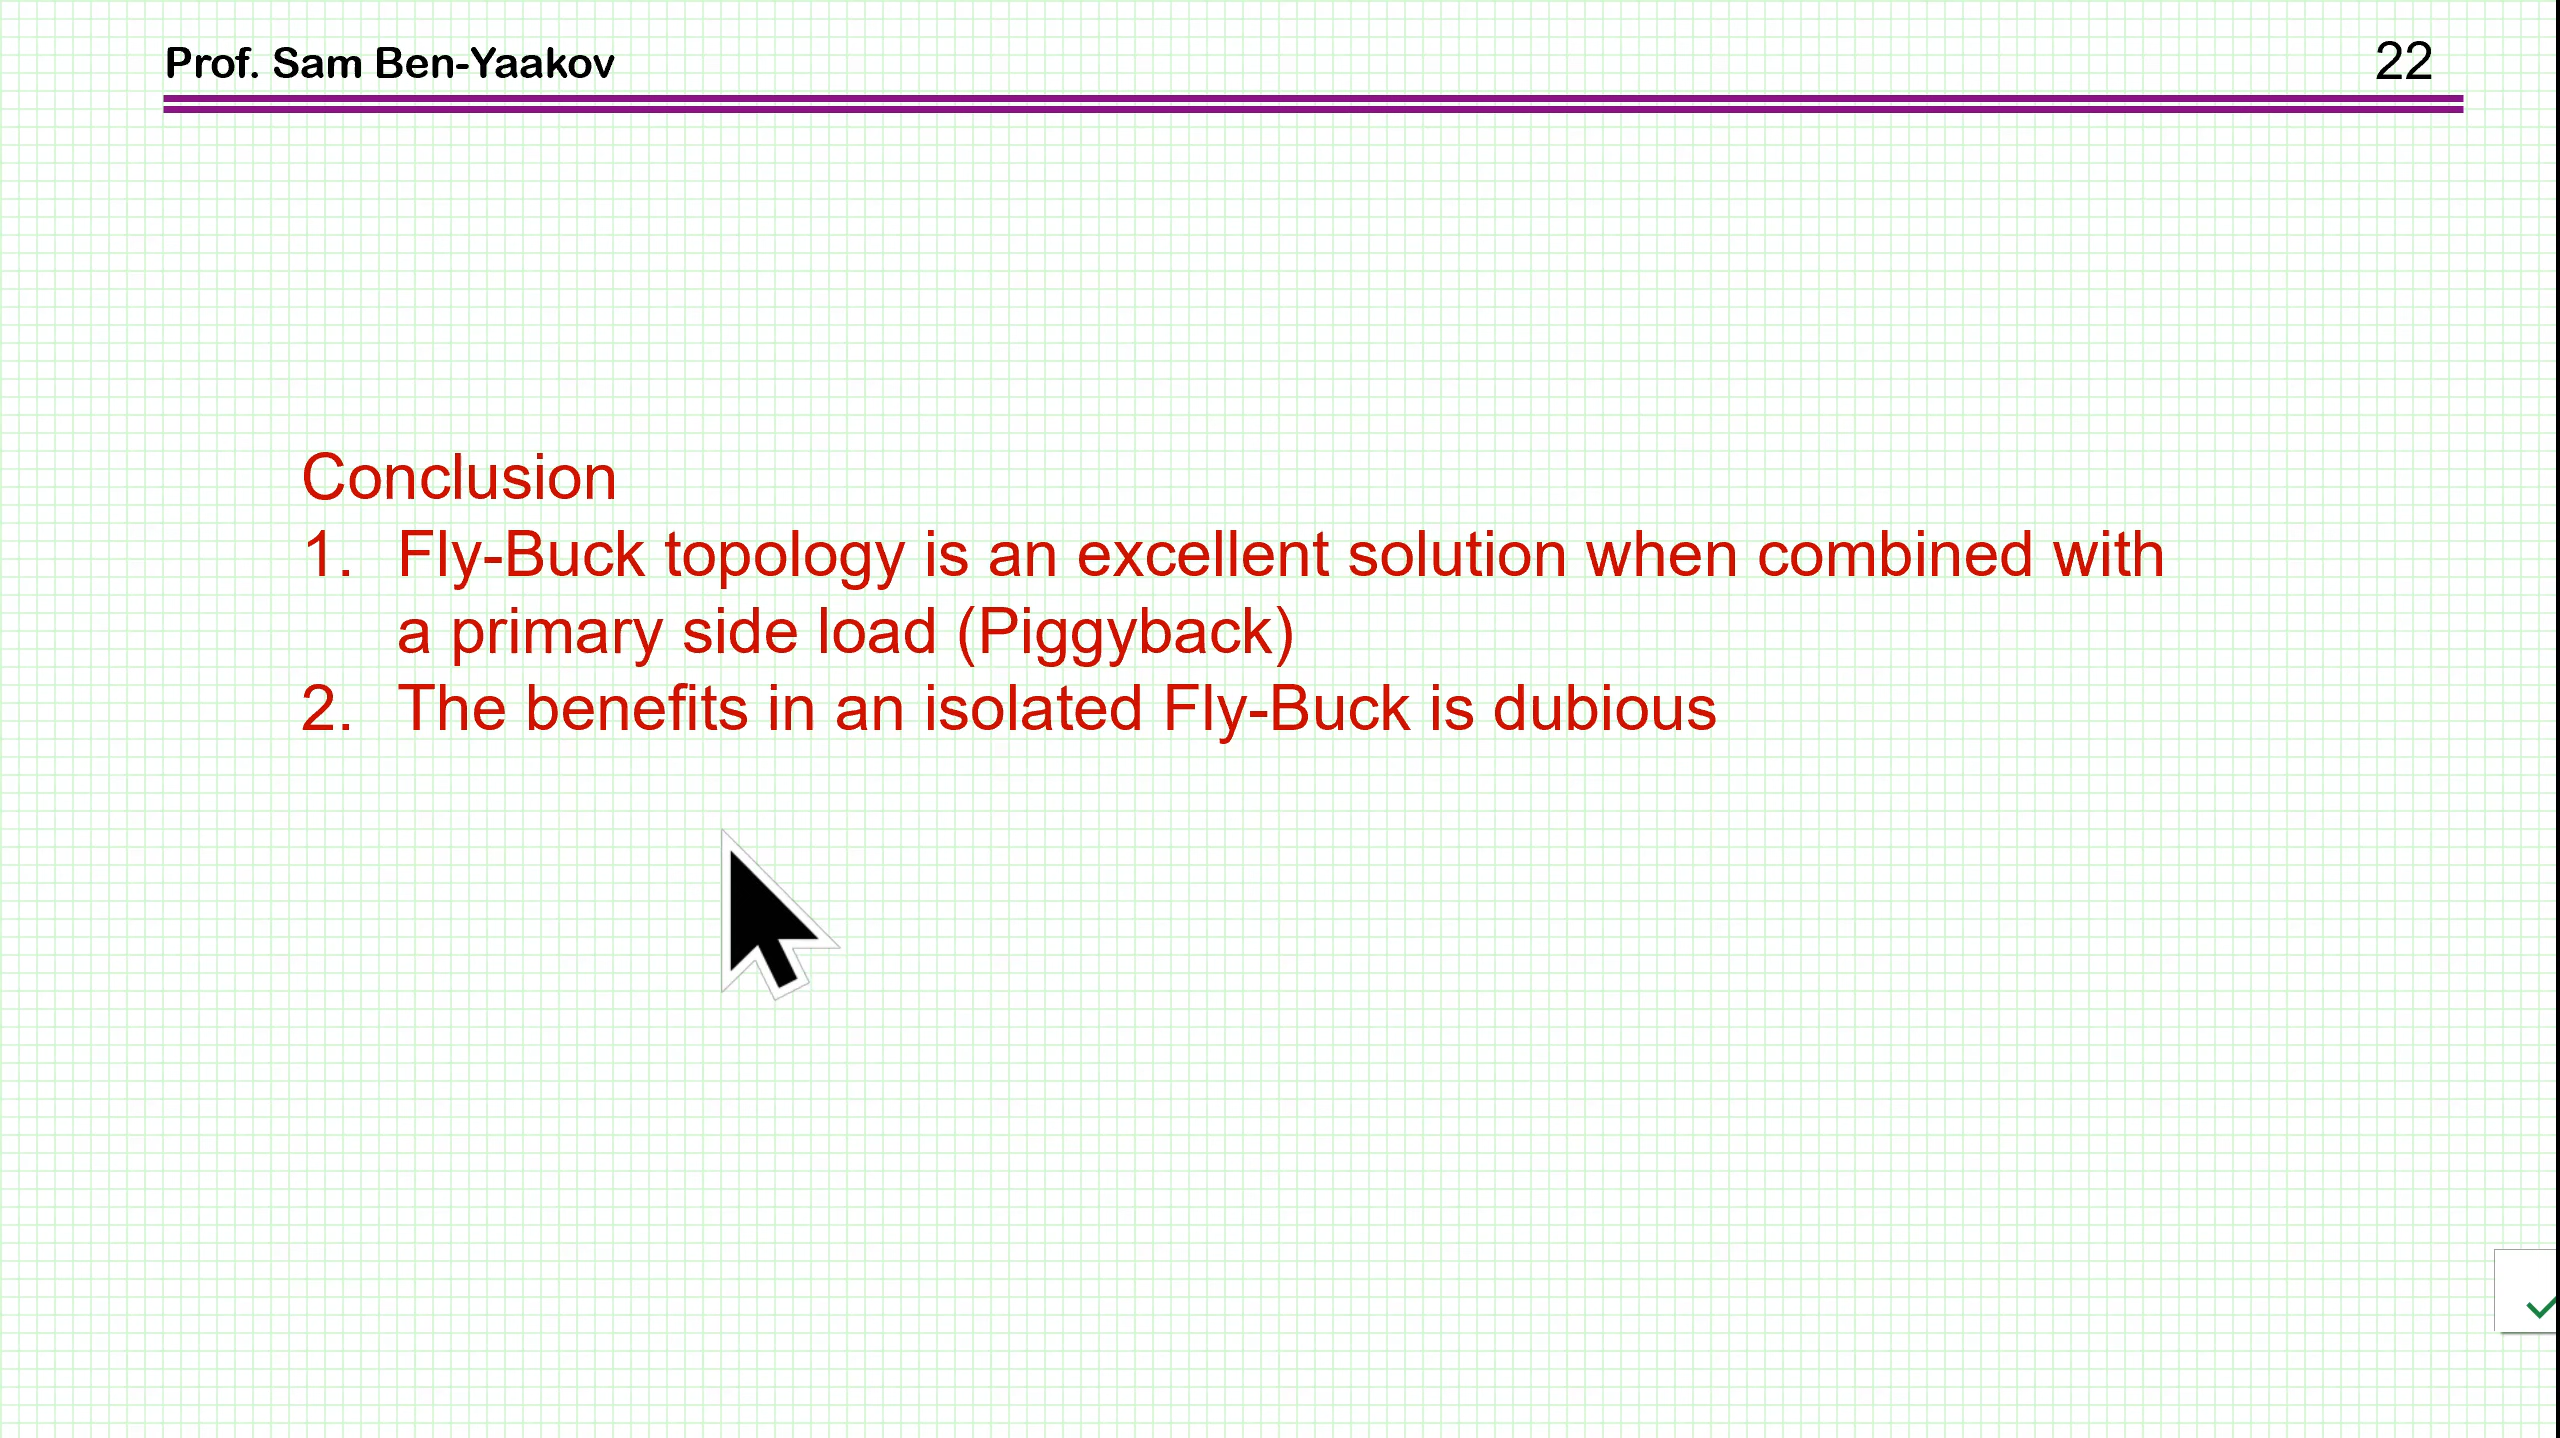 Prof. Sam Ben-Yaakov
22
Conclusion
1. Fly-Buck topology is an excellent solution when combined with
a primary side load (Piggyback)
2. The benefits in an isolated Fly-Buck is dubious